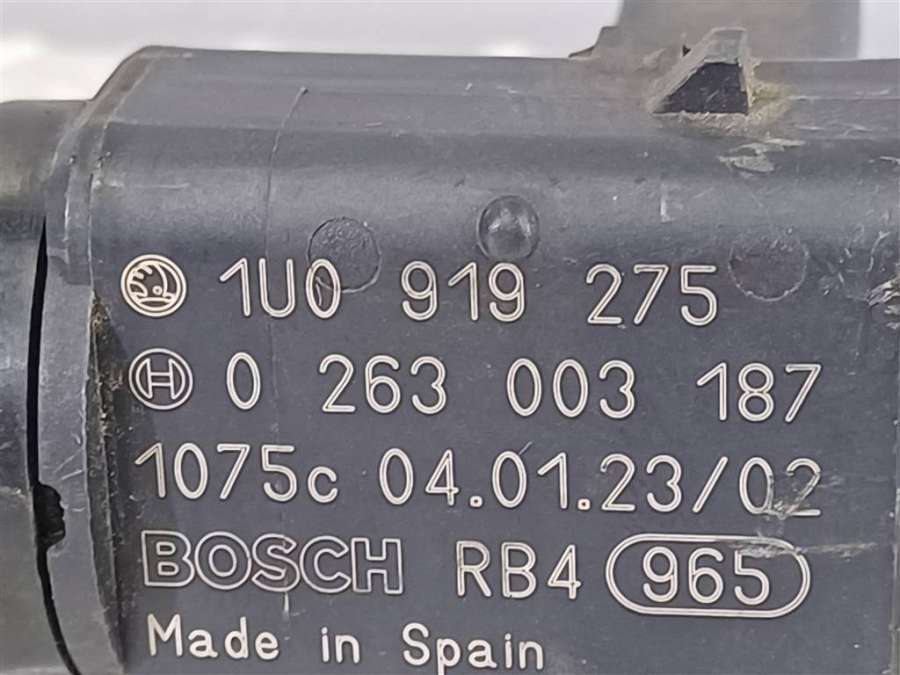 1U0 919 275
0 263 003 187
1075c 04.01.23/02
BOSCH RB4 965
Made in Spain